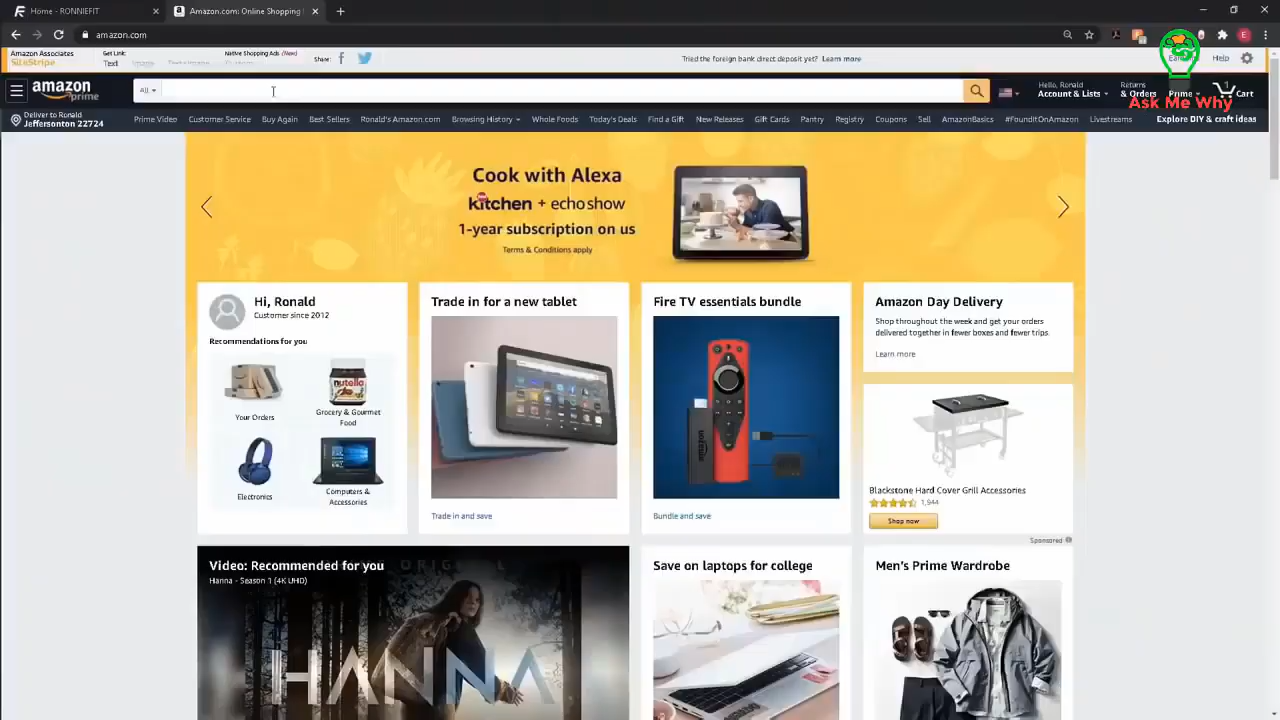 Home - RONNIEFIT
Amazon.com: Online Shopping
amazon.com
Amazon Associates
SiteStripe
Get Link:
Text
Native Shopping Ads (New)
Share:
Tried the foreign bank direct deposit yet? Learn more
Help
amazon
prime
All
Hello, Ronald
Account & Lists
Returns
& Orders
Prime
1
Cart
Ask Me Why
Deliver to Ronald
Jeffersonton 22724
Prime Video
Customer Service
Buy Again
Best Sellers
Ronald's Amazon.com
Browsing History
Whole Foods
Today's Deals
Find a Gift
New Releases
Gift Cards
Pantry
Registry
Coupons
Sell
AmazonBasics
#FoundItOnAmazon
Livestreams
Explore DIY & craft ideas
Cook with Alexa
kitchen + echo show
1-year subscription on us
Terms & Conditions apply
Hi, Ronald
Customer since 2012
Recommendations for you
Your Orders
nutella
Grocery & Gourmet
Food
Electronics
Computers &
Accessories
Trade in for a new tablet
Trade in and save
Fire TV essentials bundle
amazon
Bundle and save
Amazon Day Delivery
Shop throughout the week and get your orders
delivered together in fewer boxes and fewer trips.
Learn more
Blackstone Hard Cover Grill Accessories
1,944
Shop now
Sponsored
Video: Recommended for you
Hanna - Season 1 (4K UHD)
HANNA
Save on laptops for college
Men's Prime Wardrobe